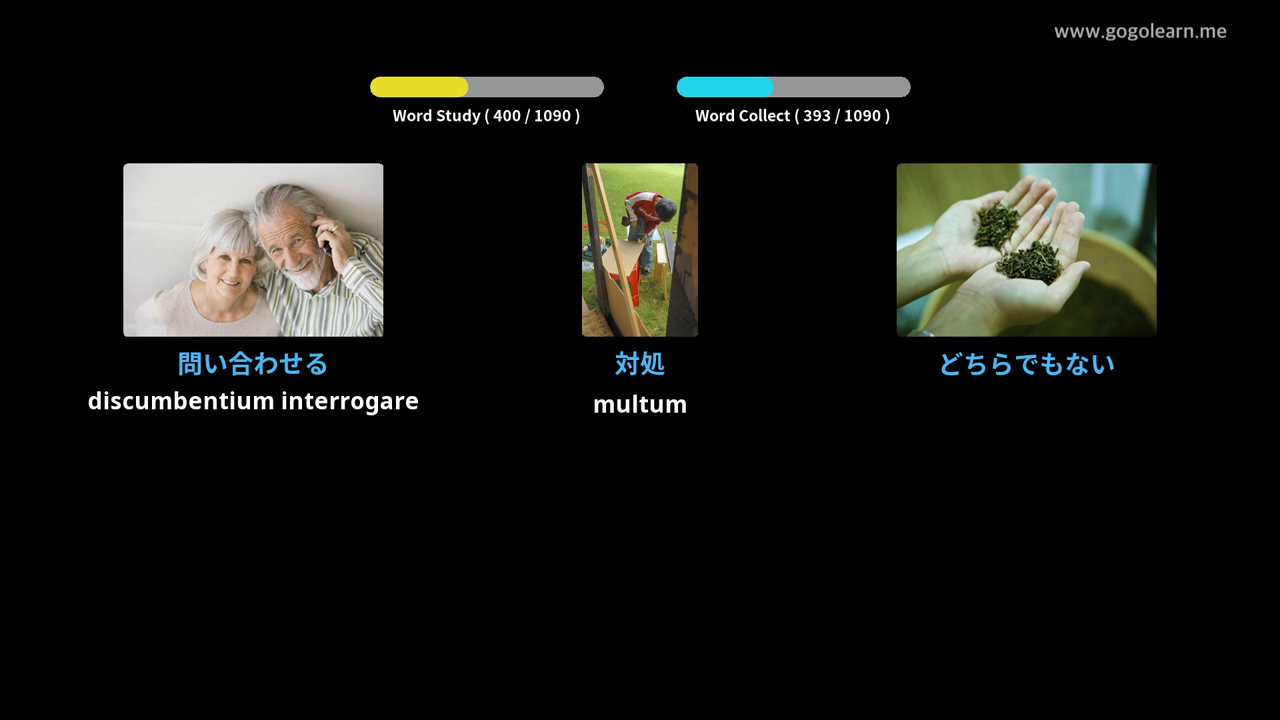 www.gogolearn.me
Word Study ( 400 / 1090 )
Word Collect ( 393 / 1090 )
問い合わせる
対処
どちらでもない
discumbentium interrogare
multum